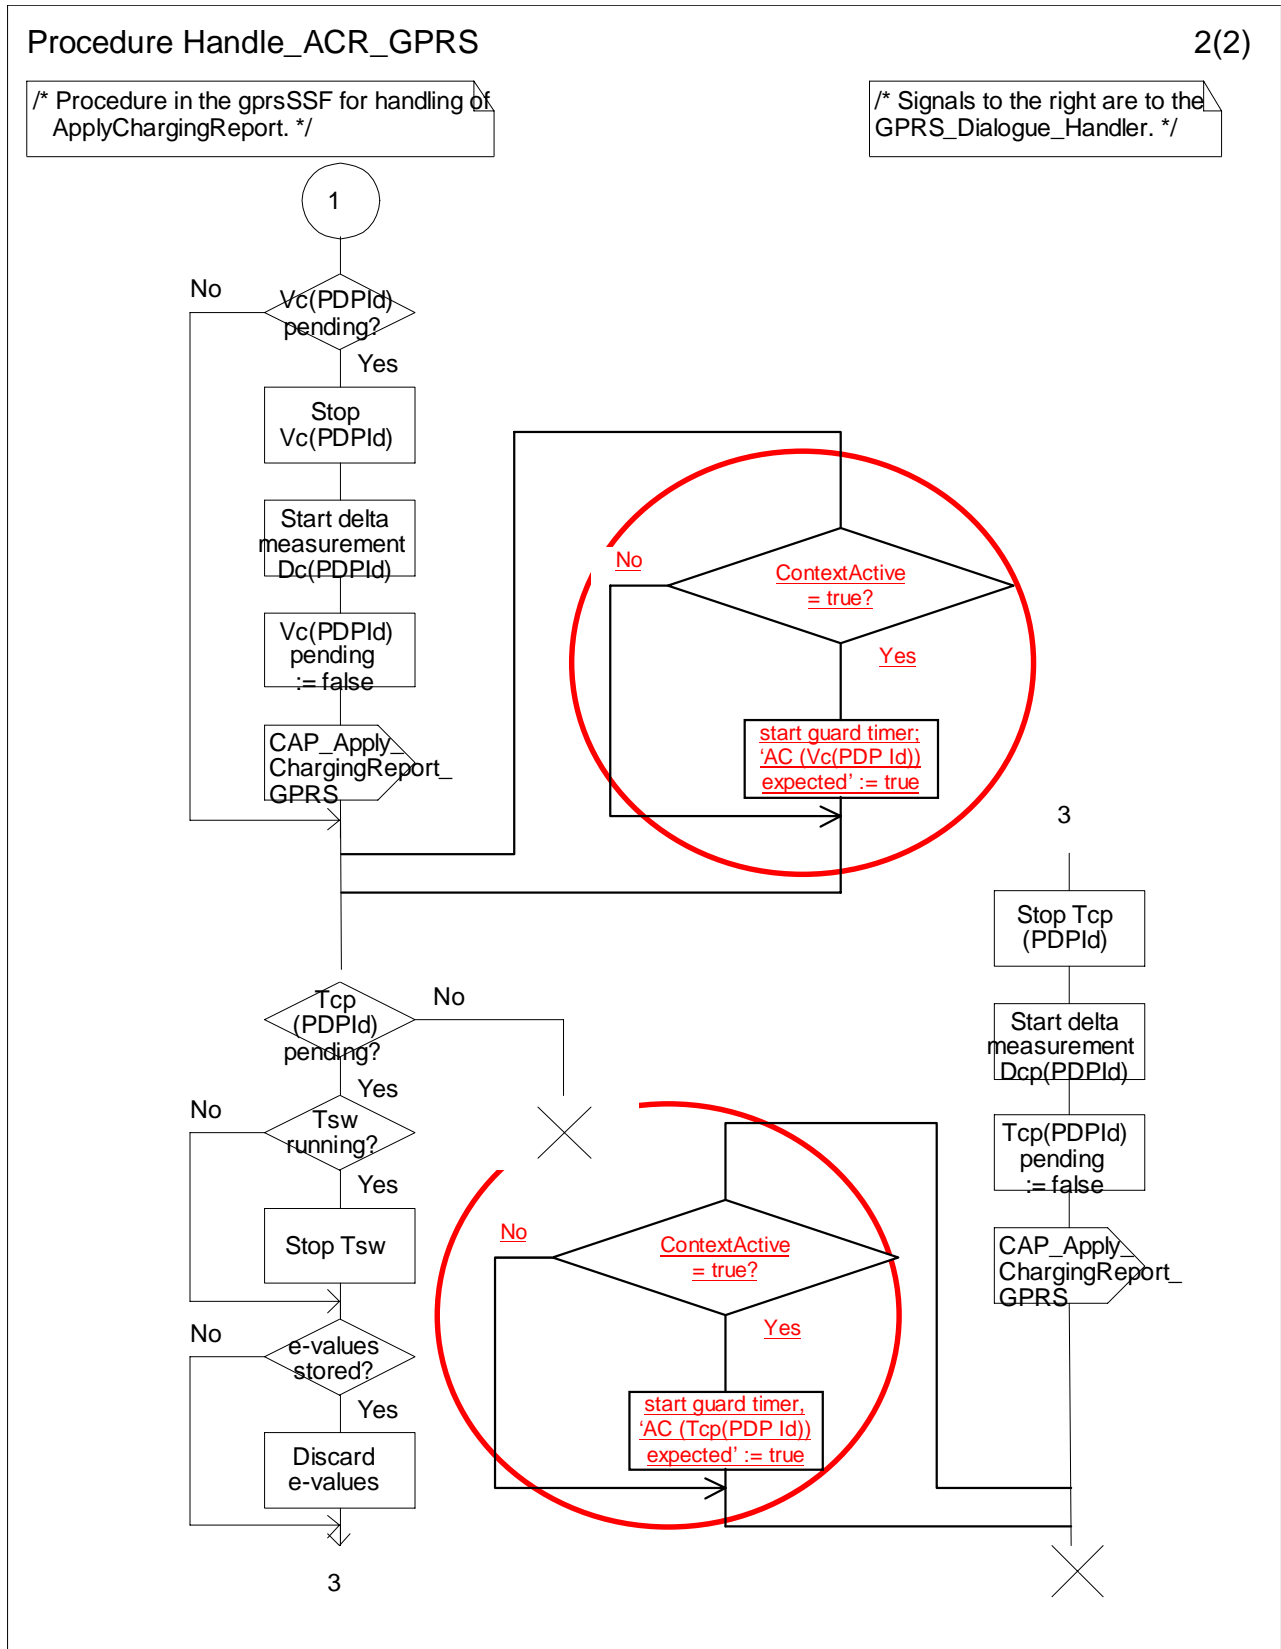 Procedure Handle_ACR_GPRS
2(2)
/* Procedure in the gprsSSF for handling of
ApplyChargingReport. */
/* Signals to the right are to the
GPRS_Dialogue_Handler. */
1
No
Vc(PDPId)
pending?
Yes
Stop
Vc(PDPId)
Start delta
measurement
Dc(PDPId)
Vc(PDPId)
pending
:= false
CAP_Apply_
ChargingReport_
GPRS
No
ContextActive
= true?
Yes
start guard timer;
‘AC (Vc(PDP Id))
expected’ := true
Tcp
(PDPId)
pending?
No
Yes
No
Tsw
running?
Yes
Stop Tsw
No
e-values
stored?
Yes
Discard
e-values
3
No
ContextActive
= true?
Yes
start guard timer,
‘AC (Tcp(PDP Id))
expected’ := true
3
Stop Tcp
(PDPId)
Start delta
measurement
Dcp(PDPId)
Tcp(PDPId)
pending
:= false
CAP_Apply_
ChargingReport_
GPRS